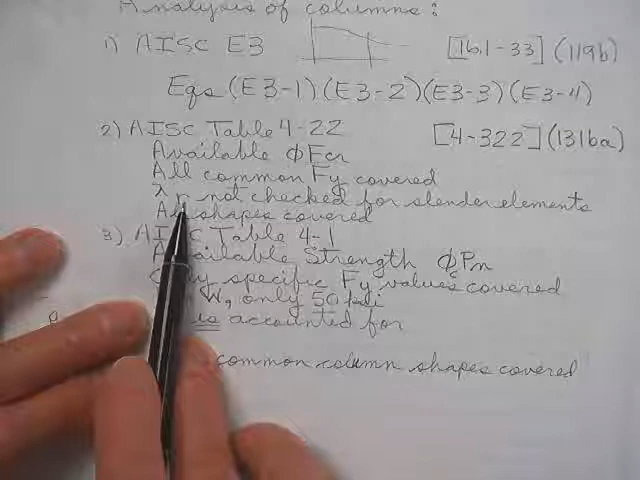 Analysis of columns:
1) AISC E3 [16.1-33] (119b)
Eqs (E3-1) (E3-2) (E3-3) (E3-4)
2) AISC Table 4-22 [4-322] (131ba)
Available φFcr
All common Fy covered
λr not checked for slender elements
All shapes covered
3) AISC Table 4-1
Available Strength φcPn
Only specific Fy values covered
W, only 50
is accounted for
common column shapes covered